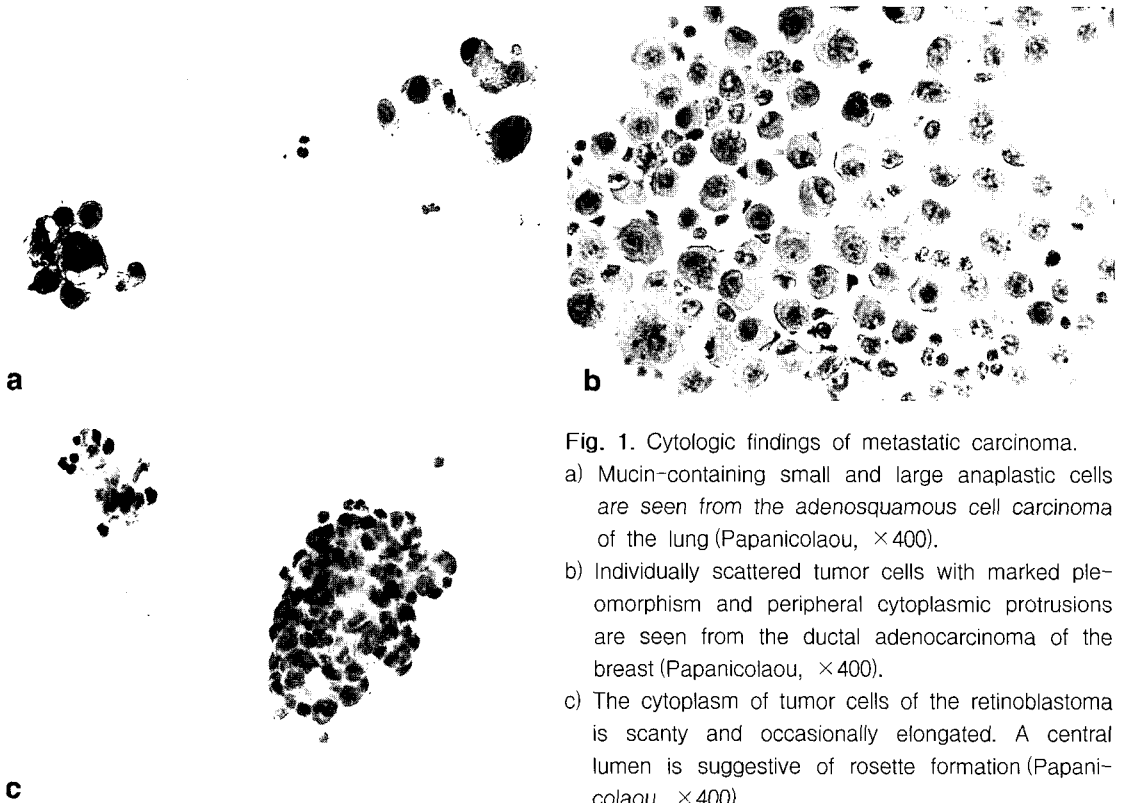 a
b
Fig. 1. Cytologic findings of metastatic carcinoma.
a) Mucin-containing small and large anaplastic cells
are seen from the adenosquamous cell carcinoma
of the lung (Papanicolaou, ×400).
b) Individually scattered tumor cells with marked ple-
omorphism and peripheral cytoplasmic protrusions
are seen from the ductal adenocarcinoma of the
breast (Papanicolaou, ×400).
c) The cytoplasm of tumor cells of the retinoblastoma
is scanty and occasionally elongated. A central
lumen is suggestive of rosette formation (Papani-
colaou, ×400)
c